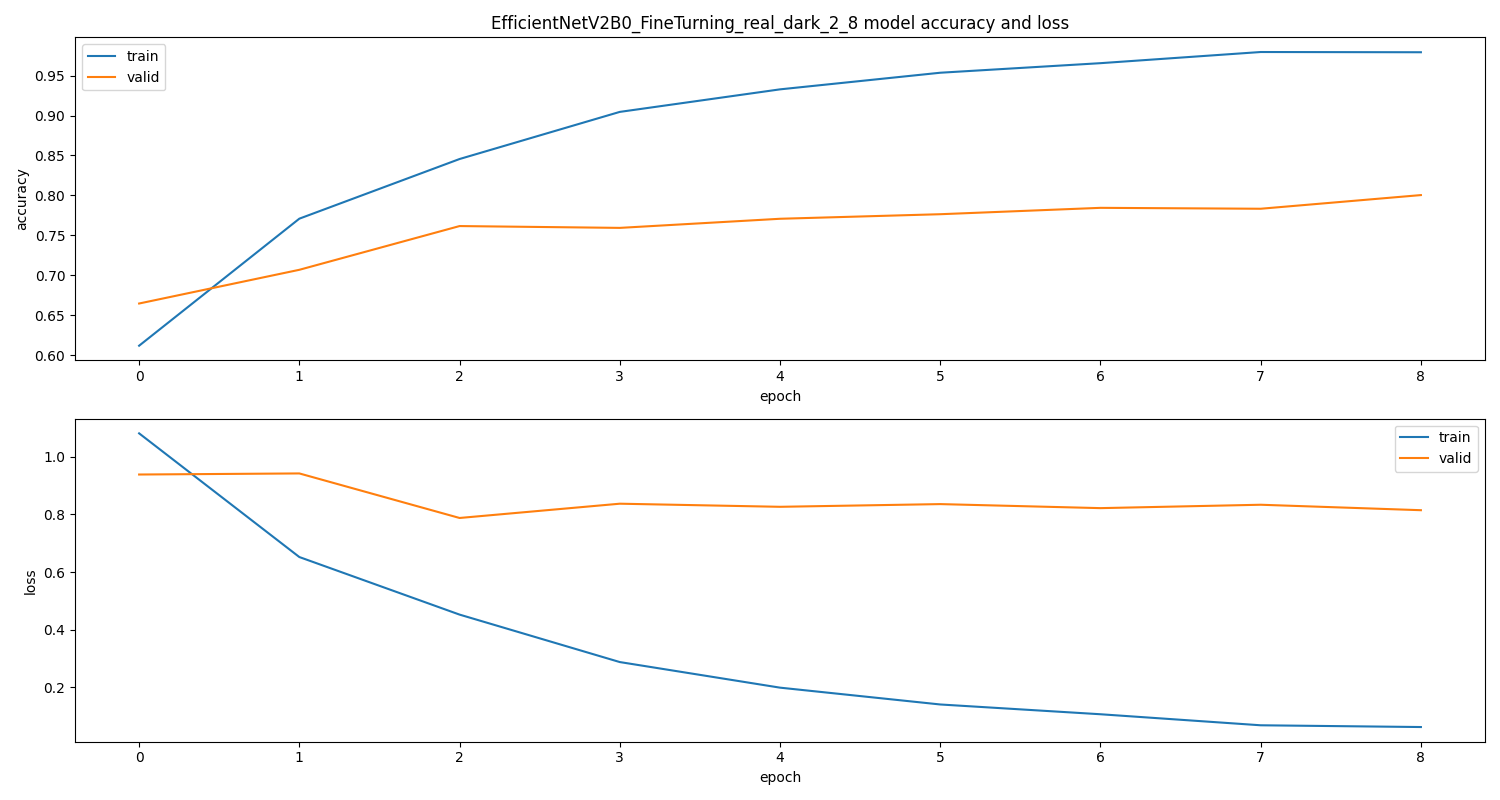 EfficientNetV2B0_FineTurning_real_dark_2_8 model accuracy and loss
train
valid
0.95
0.90
0.85
0.80
0.75
0.70
0.65
0.60
accuracy
0 1 2 3 4 5 6 7 8
epoch
train
valid
1.0
0.8
0.6
0.4
0.2
loss
0 1 2 3 4 5 6 7 8
epoch